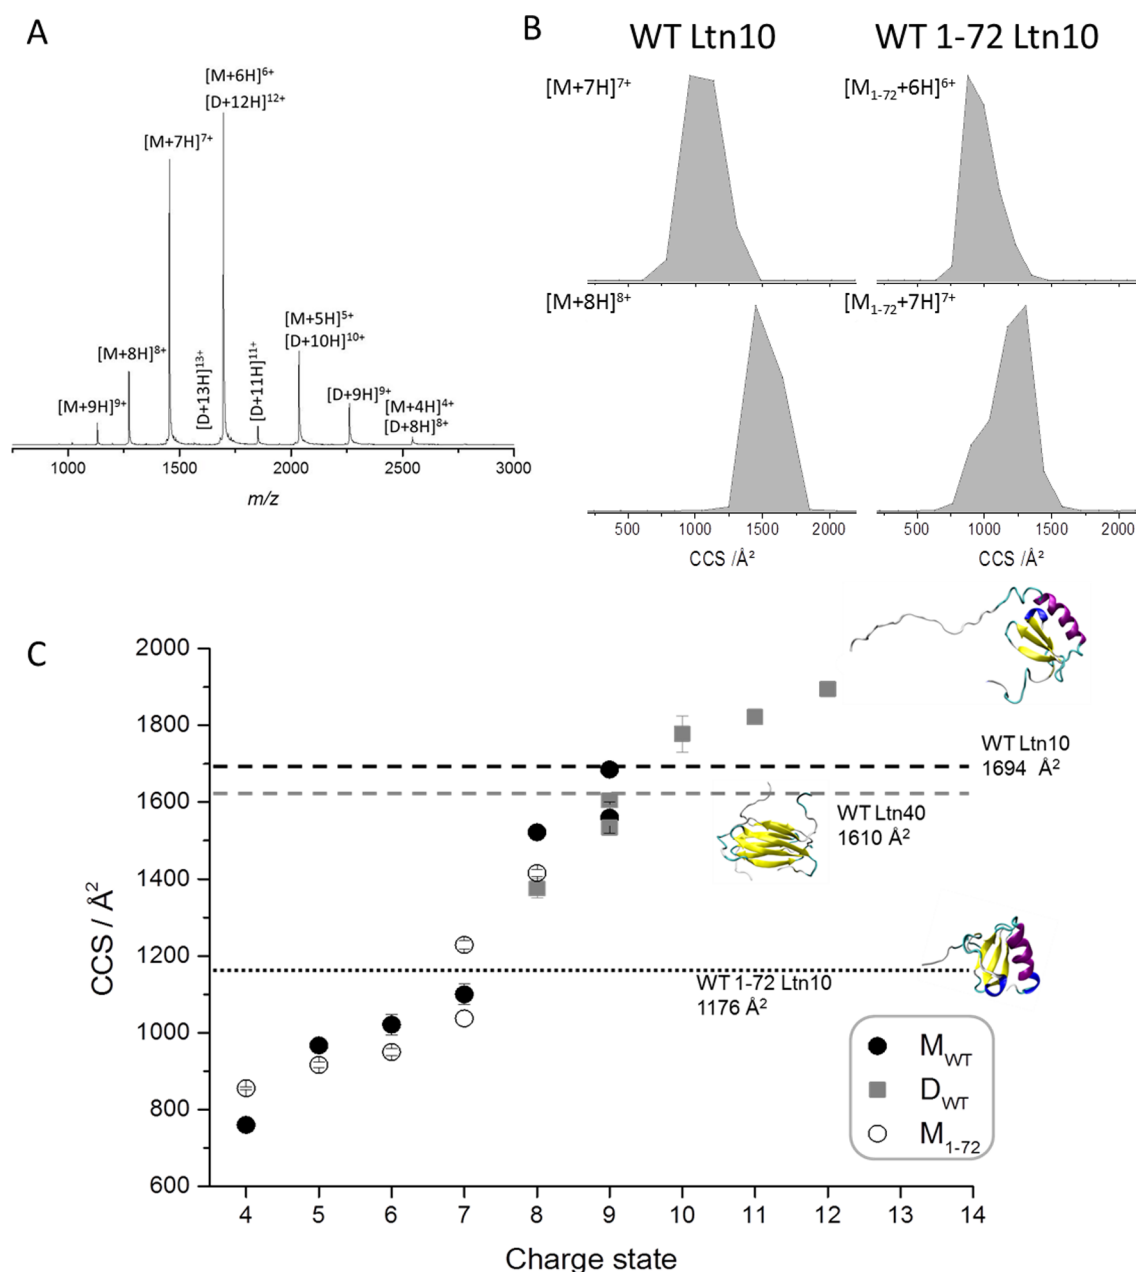 A
[M+6H]⁶⁺
[D+12H]¹²⁺
[M+7H]⁷⁺
[M+8H]⁸⁺
[M+9H]⁹⁺
[D+13H]¹³⁺
[D+11H]¹¹⁺
[M+5H]⁵⁺
[D+10H]¹⁰⁺
[D+9H]⁹⁺
[M+4H]⁴⁺
[D+8H]⁸⁺
1000 1500 2000 2500 3000
m/z
B
WT Ltn10 WT 1-72 Ltn10
[M+7H]⁷⁺ [M₁₋₇₂+6H]⁶⁺
[M+8H]⁸⁺ [M₁₋₇₂+7H]⁷⁺
500 1000 1500 2000 500 1000 1500 2000
CCS /Å² CCS /Å²
C
2000
1800
1600
1400
1200
1000
800
600
CCS / Å²
WT Ltn10
1694 Å²
WT Ltn40
1610 Å²
WT 1-72 Ltn10
1176 Å²
M_WT
D_WT
M₁₋₇₂
4 5 6 7 8 9 10 11 12 13 14
Charge state